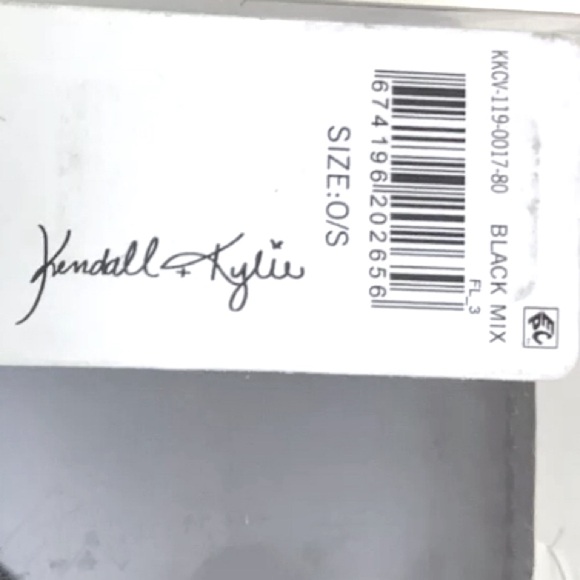 KKCV-119-0017-80 BLACK MIX
FL_3
674196202656
SIZE:O/S
Kendall + Kylie